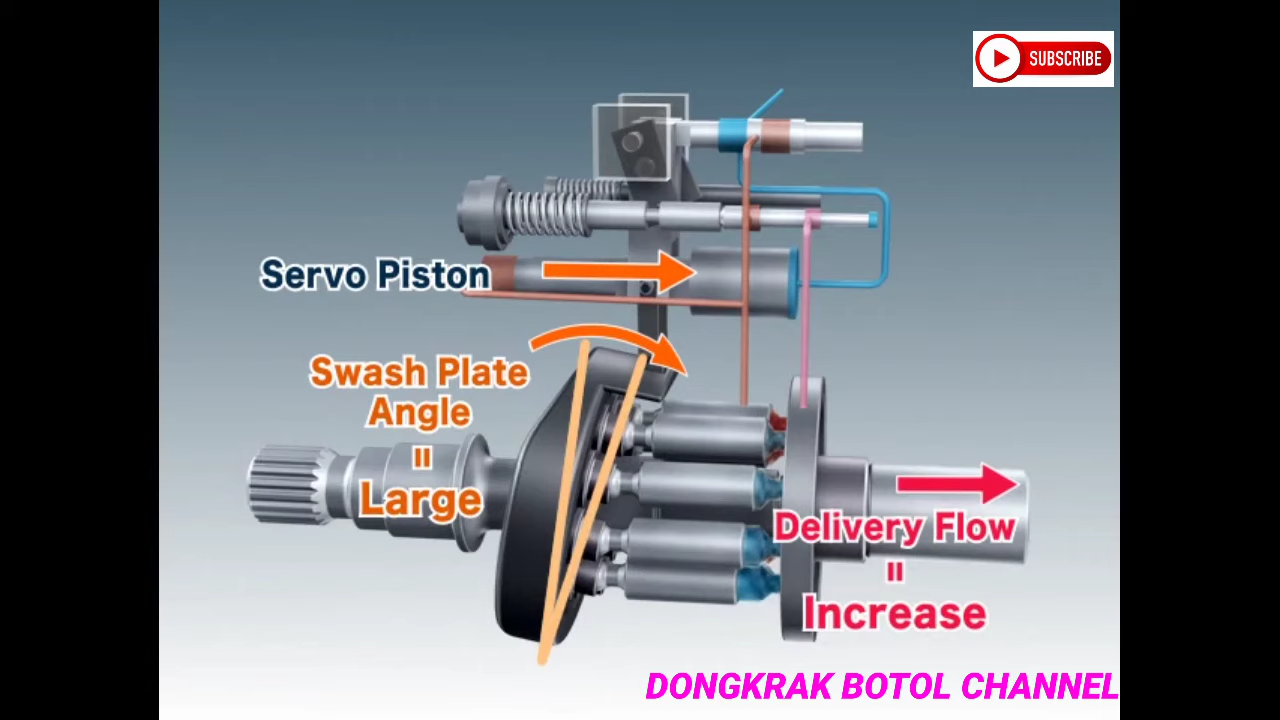 SUBSCRIBE
Servo Piston
Swash Plate
Angle
=
Large
Delivery Flow
=
Increase
DONGKRAK BOTOL CHANNEL